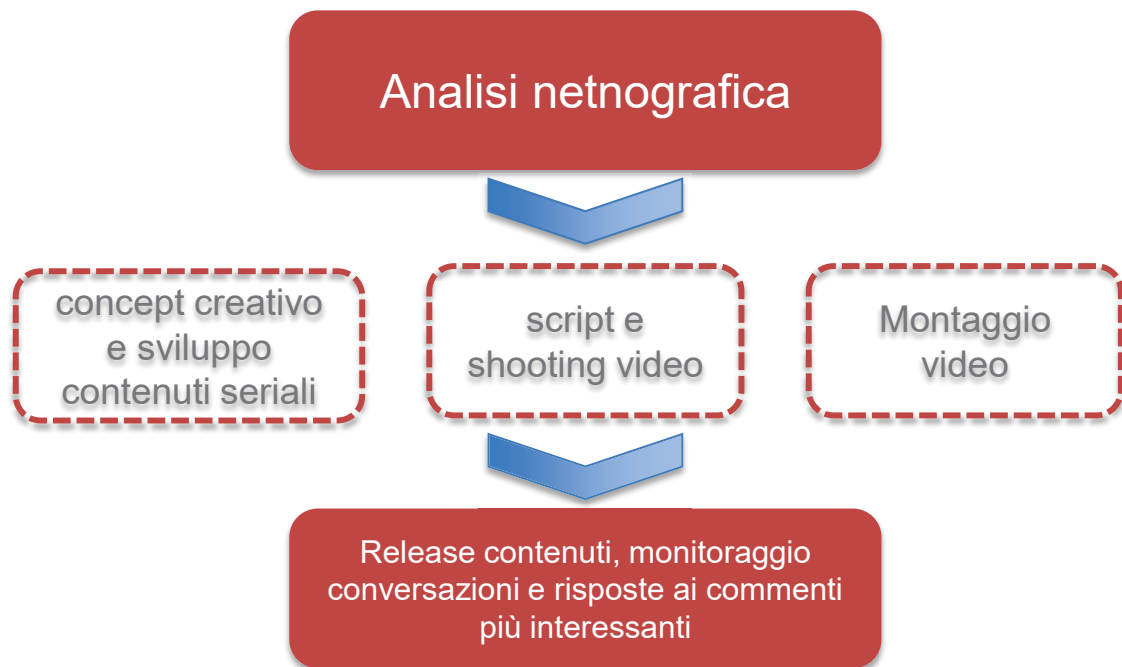 Analisi netnografica
concept creativo
e sviluppo
contenuti seriali
script e
shooting video
Montaggio
video
Release contenuti, monitoraggio
conversazioni e risposte ai commenti
più interessanti